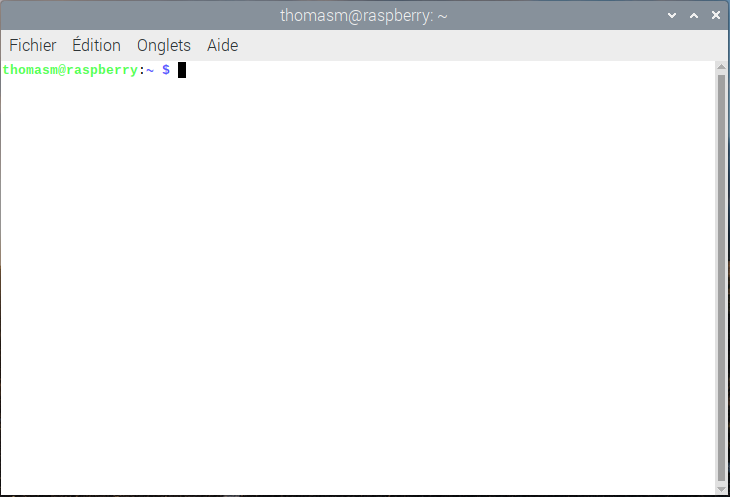 thomasm@raspberry: ~
Fichier Édition Onglets Aide
thomasm@raspberry:~ $